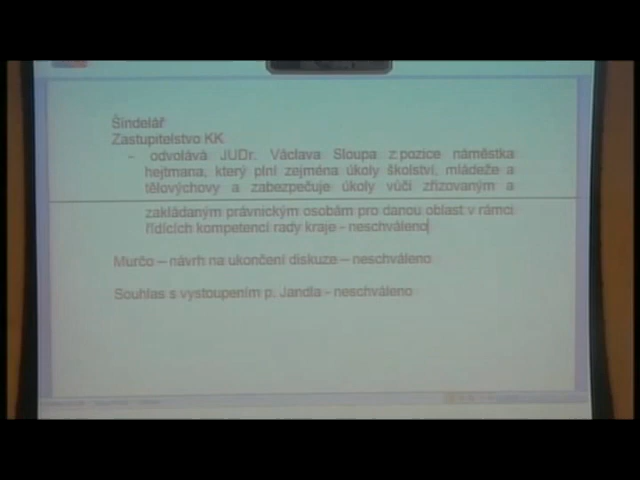 Šindelář
Zastupitelstvo KK
– odvolává JUDr. Václava Sloupa z pozice náměstka
hejtmana, který plní zejména úkoly školství, mládeže a
tělovýchovy a zabezpečuje úkoly vůči zřizovaným a
zakládaným právnickým osobám pro danou oblast v rámci
řídících kompetencí rady kraje - neschváleno
Murčo – návrh na ukončení diskuze – neschváleno
Souhlas s vystoupením p. Jandla - neschváleno